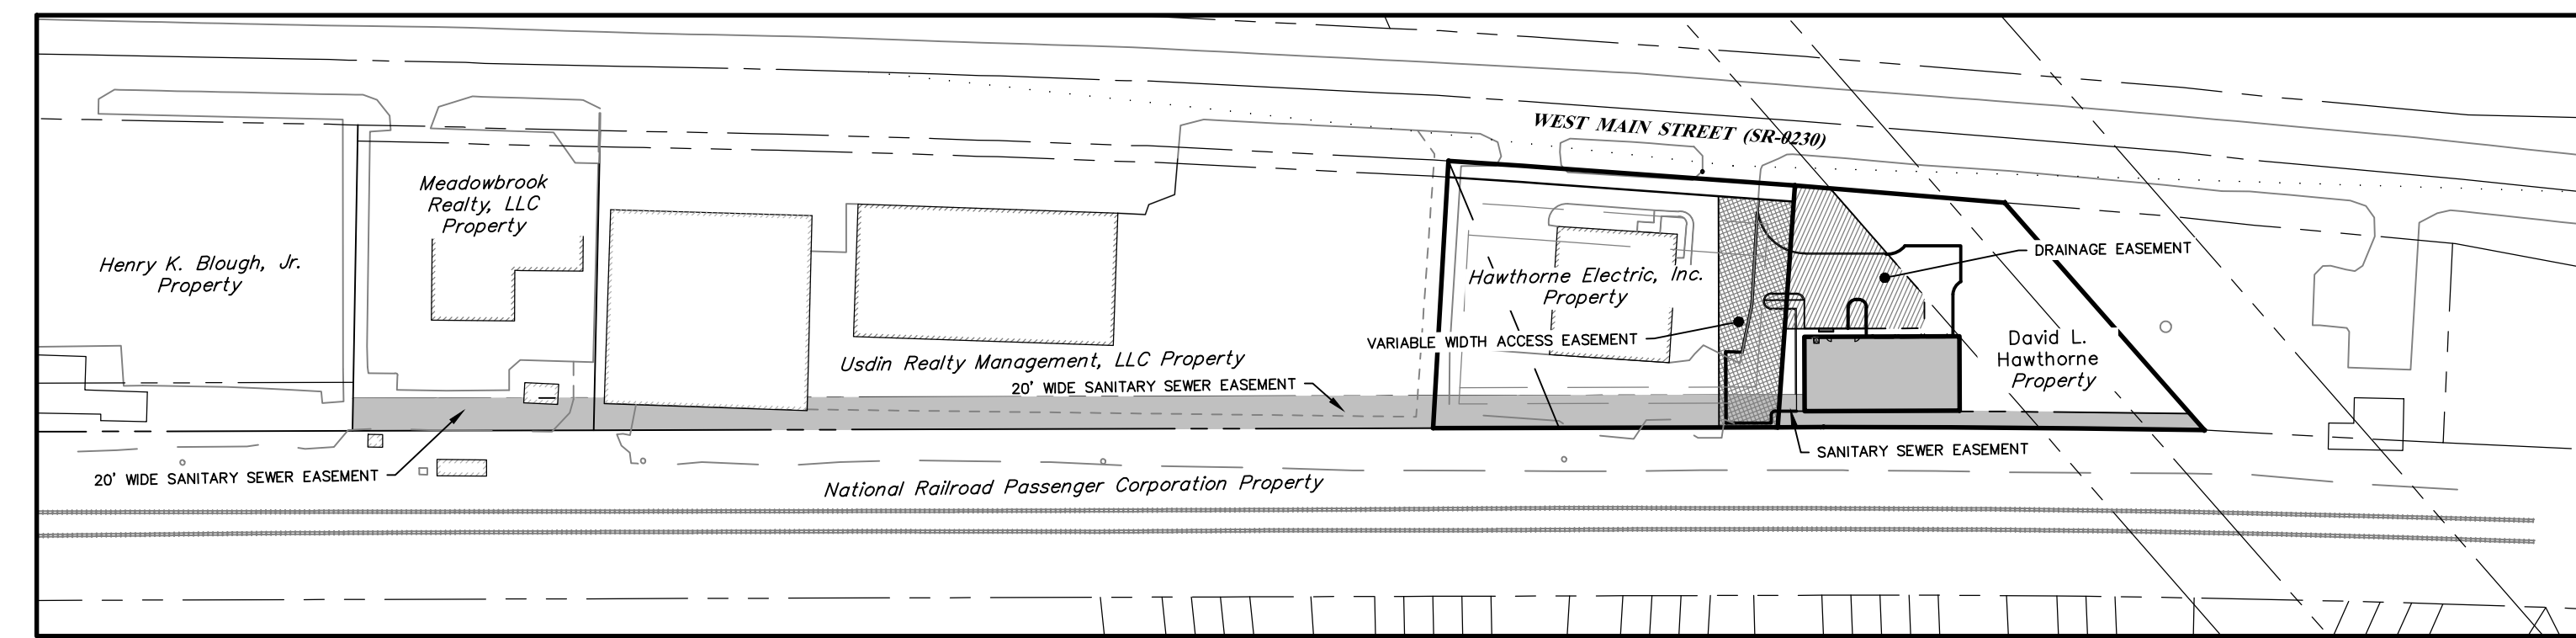 WEST MAIN STREET (SR-0230)
Meadowbrook
Realty, LLC
Property
Henry K. Blough, Jr.
Property
DRAINAGE EASEMENT
Hawthorne Electric, Inc.
Property
VARIABLE WIDTH ACCESS EASEMENT
David L.
Hawthorne
Property
Usdin Realty Management, LLC Property
20' WIDE SANITARY SEWER EASEMENT
SANITARY SEWER EASEMENT
20' WIDE SANITARY SEWER EASEMENT
National Railroad Passenger Corporation Property